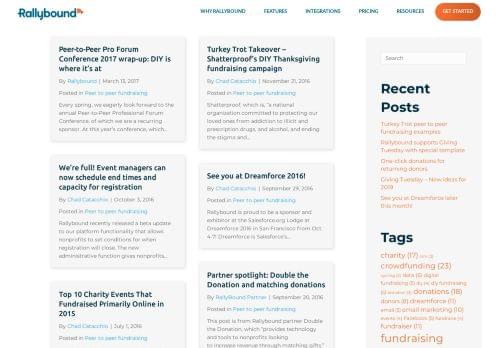 Rallybound
WHY RALLYBOUND
FEATURES
INTEGRATIONS
PRICING
RESOURCES
GET STARTED
Peer-to-Peer Pro Forum
Conference 2017 wrap-up: DIY is
where it's at
By Rallybound | March 13, 2017
Posted in Peer to peer fundraising
Every spring, we eagerly look forward to the
annual Peer-to-Peer Professional Forum
Conference, of which we are a recurring
sponsor. At this year's conference, which...
We're full! Event managers can
now schedule end times and
capacity for registration
By Chad Catacchio | October 3, 2016
Posted in Peer to peer fundraising
Rallybound recently released a beta update
to our platform functionality that allows
nonprofits to set conditions for when
registration will close. The new
administrative function gives nonprofits...
Top 10 Charity Events That
Fundraised Primarily Online in
2015
By Chad Catacchio | July 1, 2016
Posted in Peer to peer fundraising
Turkey Trot Takeover –
Shatterproof's DIY Thanksgiving
fundraising campaign
By Chad Catacchio | November 21, 2016
Posted in Peer to peer fundraising
Shatterproof, which is, "a national
organization committed to protecting our
loved ones from addiction to illicit and
prescription drugs, and alcohol, and ending
the stigma and...
See you at Dreamforce 2016!
By Chad Catacchio | September 29, 2016
Posted in Peer to peer fundraising
Rallybound is proud to be a sponsor and
exhibitor at the Salesforce.org Lodge at
Dreamforce 2016 in San Francisco from Oct.
4-7! Dreamforce is Salesforce's...
Partner spotlight: Double the
Donation and matching donations
By RallyBound Partner | September 20, 2016
Posted in Peer to peer fundraising
This post is from Rallybound partner Double
the Donation, which "provides technology
and tools to nonprofits looking
to increase revenue through matching gifts."
Search
Recent
Posts
Turkey Trot peer to peer
fundraising examples
Rallybound supports Giving
Tuesday with special template
One-click donations for
returning donors
Giving Tuesday – New ideas for
2019
See you at Dreamforce later
this month!
Tags
charity (17)
crowdfunding (23)
data (5) digital
fundraising (5) diy (4) diy fundraising
(5) donations (18)
donors (8) dreamforce (11)
email (5) email marketing (10)
events (4) Facebook (5) fundraise (4)
fundraiser (11)
fundraising